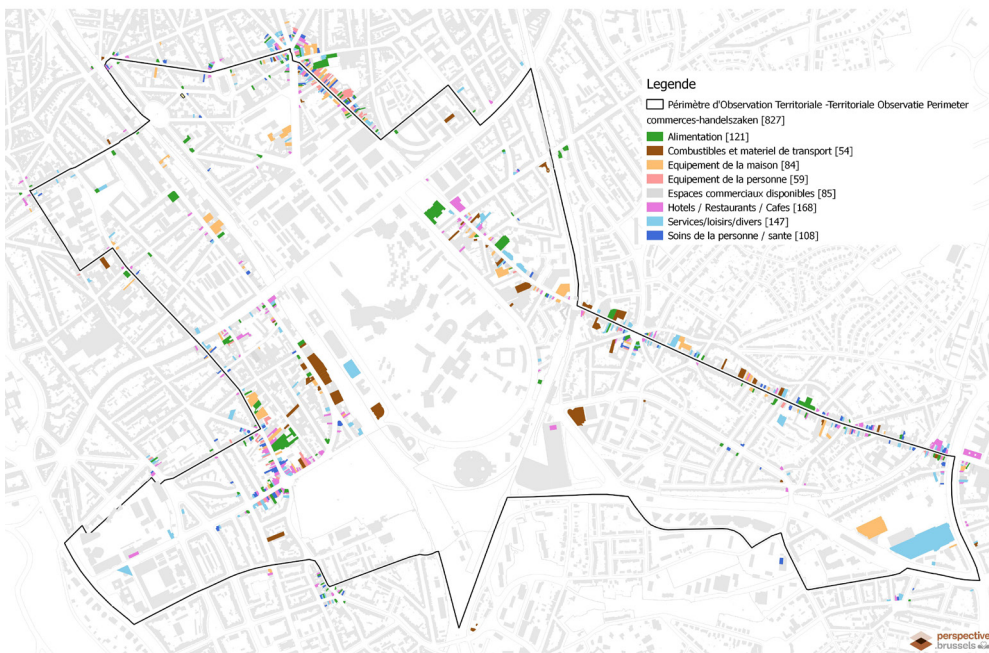 Legende
Périmètre d'Observation Territoriale -Territoriale Observatie Perimeter
commerces-handelszaken [827]
Alimentation [121]
Combustibles et materiel de transport [54]
Equipement de la maison [84]
Equipement de la personne [59]
Espaces commerciaux disponibles [85]
Hotels / Restaurants / Cafes [168]
Services/loisirs/divers [147]
Soins de la personne / sante [108]
perspective
.brussels